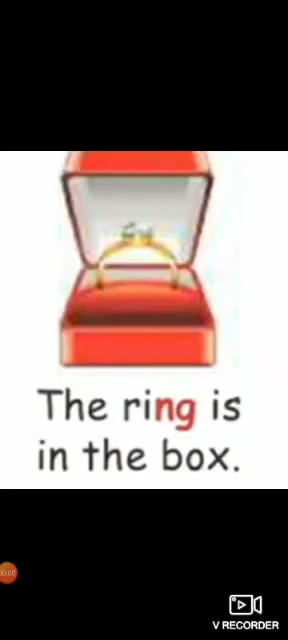 The ring is
in the box.
V RECORDER